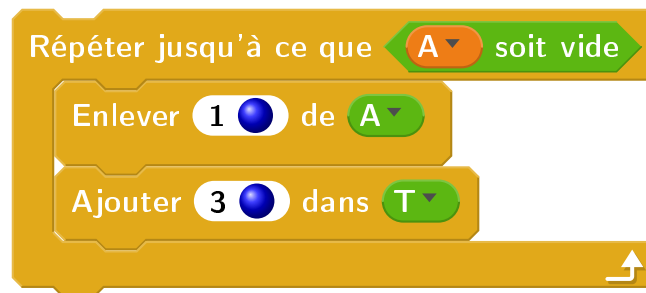 Répéter jusqu'à ce que A soit vide
Enlever 1 de A
Ajouter 3 dans T